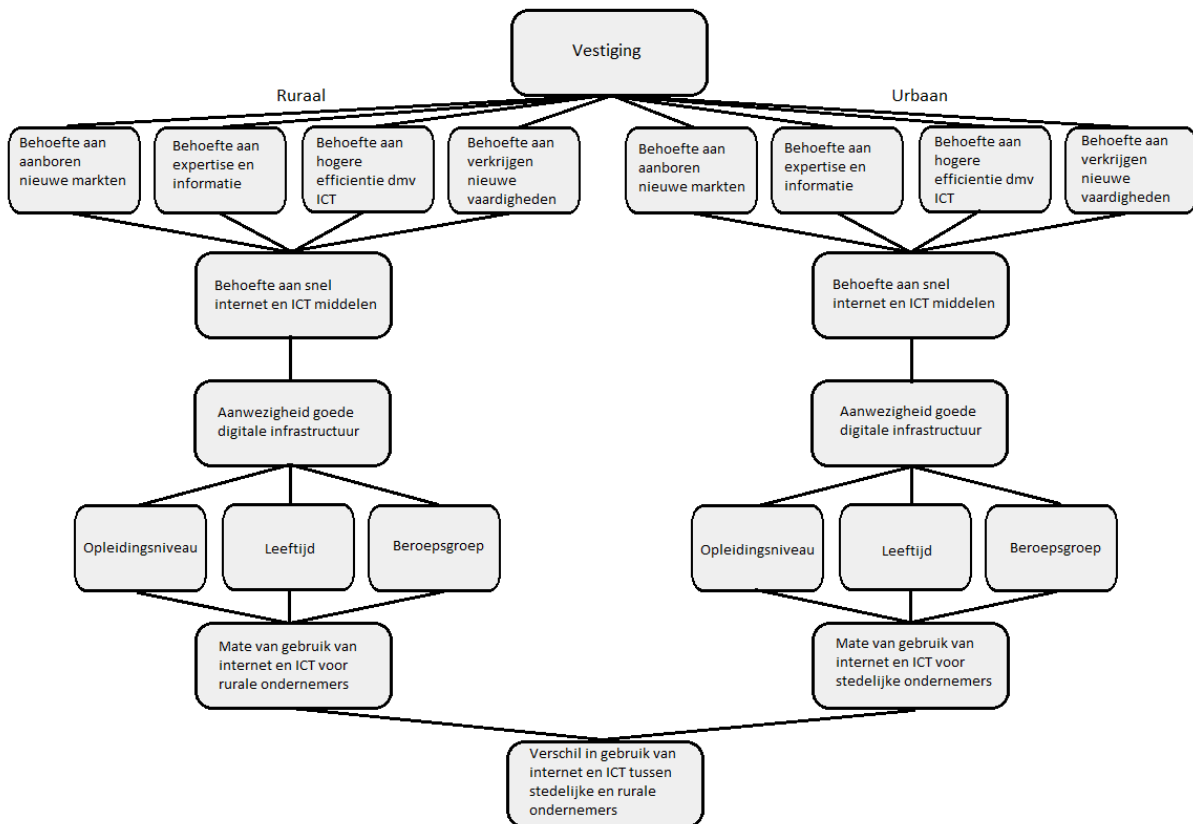 Vestiging
Ruraal
Urbaan
Behoefte aan
aanboren
nieuwe markten
Behoefte aan
expertise en
informatie
Behoefte aan
hogere
efficientie dmv
ICT
Behoefte aan
verkrijgen
nieuwe
vaardigheden
Behoefte aan
aanboren
nieuwe markten
Behoefte aan
expertise en
informatie
Behoefte aan
hogere
efficientie dmv
ICT
Behoefte aan
verkrijgen
nieuwe
vaardigheden
Behoefte aan snel
internet en ICT middelen
Behoefte aan snel
internet en ICT middelen
Aanwezigheid goede
digitale infrastructuur
Aanwezigheid goede
digitale infrastructuur
Opleidingsniveau
Leeftijd
Beroepsgroep
Opleidingsniveau
Leeftijd
Beroepsgroep
Mate van gebruik van
internet en ICT voor
rurale ondernemers
Mate van gebruik van
internet en ICT voor
stedelijke ondernemers
Verschil in gebruik van
internet en ICT tussen
stedelijke en rurale
ondernemers